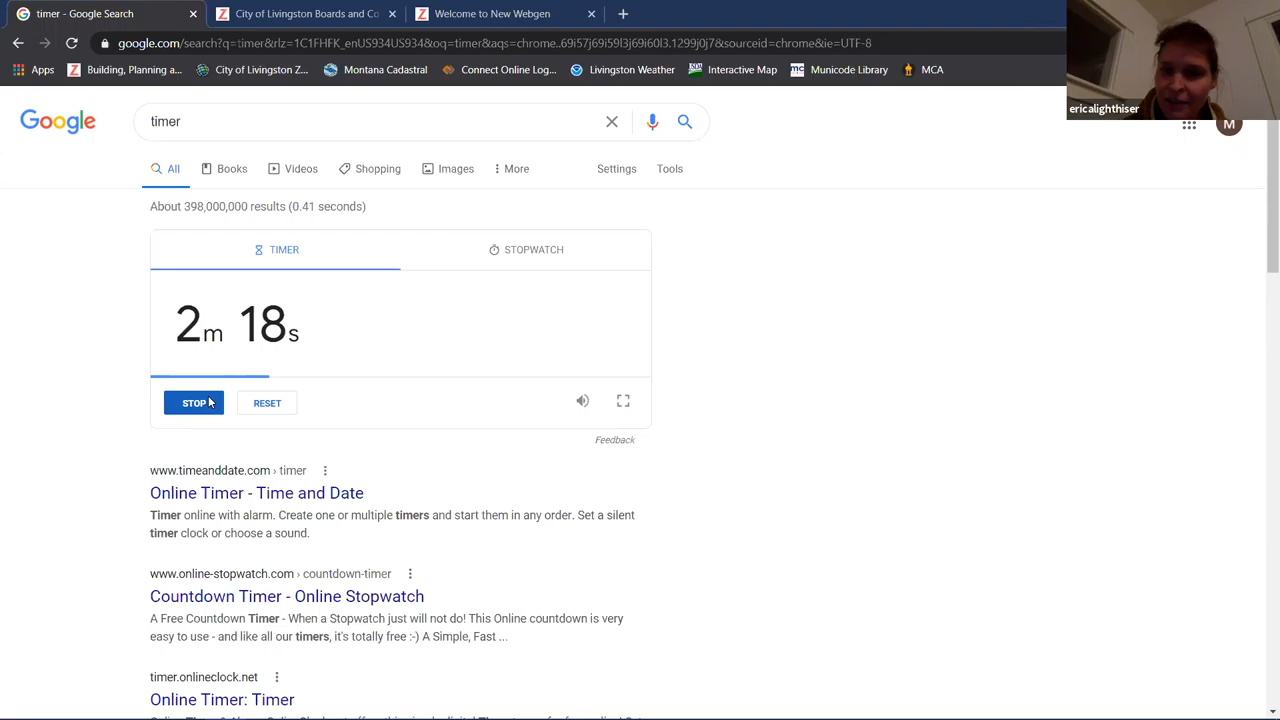 timer - Google Search
City of Livingston Boards and Co
Welcome to New Webgen
google.com/search?q=timer&rlz=1C1FHFK_enUS934US934&oq=timer&aqs=chrome..69i57j69i59l3j69i60l3.1299j0j7&sourceid=chrome&ie=UTF-8
Apps
Building, Planning a...
City of Livingston Z...
Montana Cadastral
Connect Online Log...
Livingston Weather
Interactive Map
Municode Library
MCA
ericalighthiser
Google
timer
M
All
Books
Videos
Shopping
Images
More
Settings
Tools
About 398,000,000 results (0.41 seconds)
TIMER
STOPWATCH
2m 18s
STOP
RESET
Feedback
www.timeanddate.com › timer
Online Timer - Time and Date
Timer online with alarm. Create one or multiple timers and start them in any order. Set a silent
timer clock or choose a sound.
www.online-stopwatch.com › countdown-timer
Countdown Timer - Online Stopwatch
A Free Countdown Timer - When a Stopwatch just will not do! This Online countdown is very
easy to use - and like all our timers, it's totally free :-) A Simple, Fast ...
timer.onlineclock.net
Online Timer: Timer